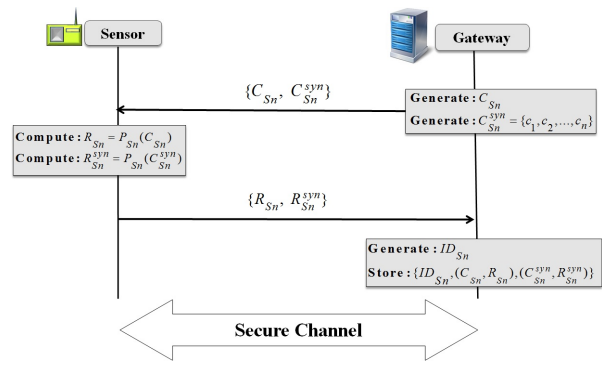 Sensor
Gateway
{C_Sn, C_Sn^syn}
Generate: C_Sn
Generate: C_Sn^syn = {c_1, c_2, ..., c_n}
Compute: R_Sn = P_Sn(C_Sn)
Compute: R_Sn^syn = P_Sn(C_Sn^syn)
{R_Sn, R_Sn^syn}
Generate: ID_Sn
Store: {ID_Sn, (C_Sn, R_Sn), (C_Sn^syn, R_Sn^syn)}
Secure Channel